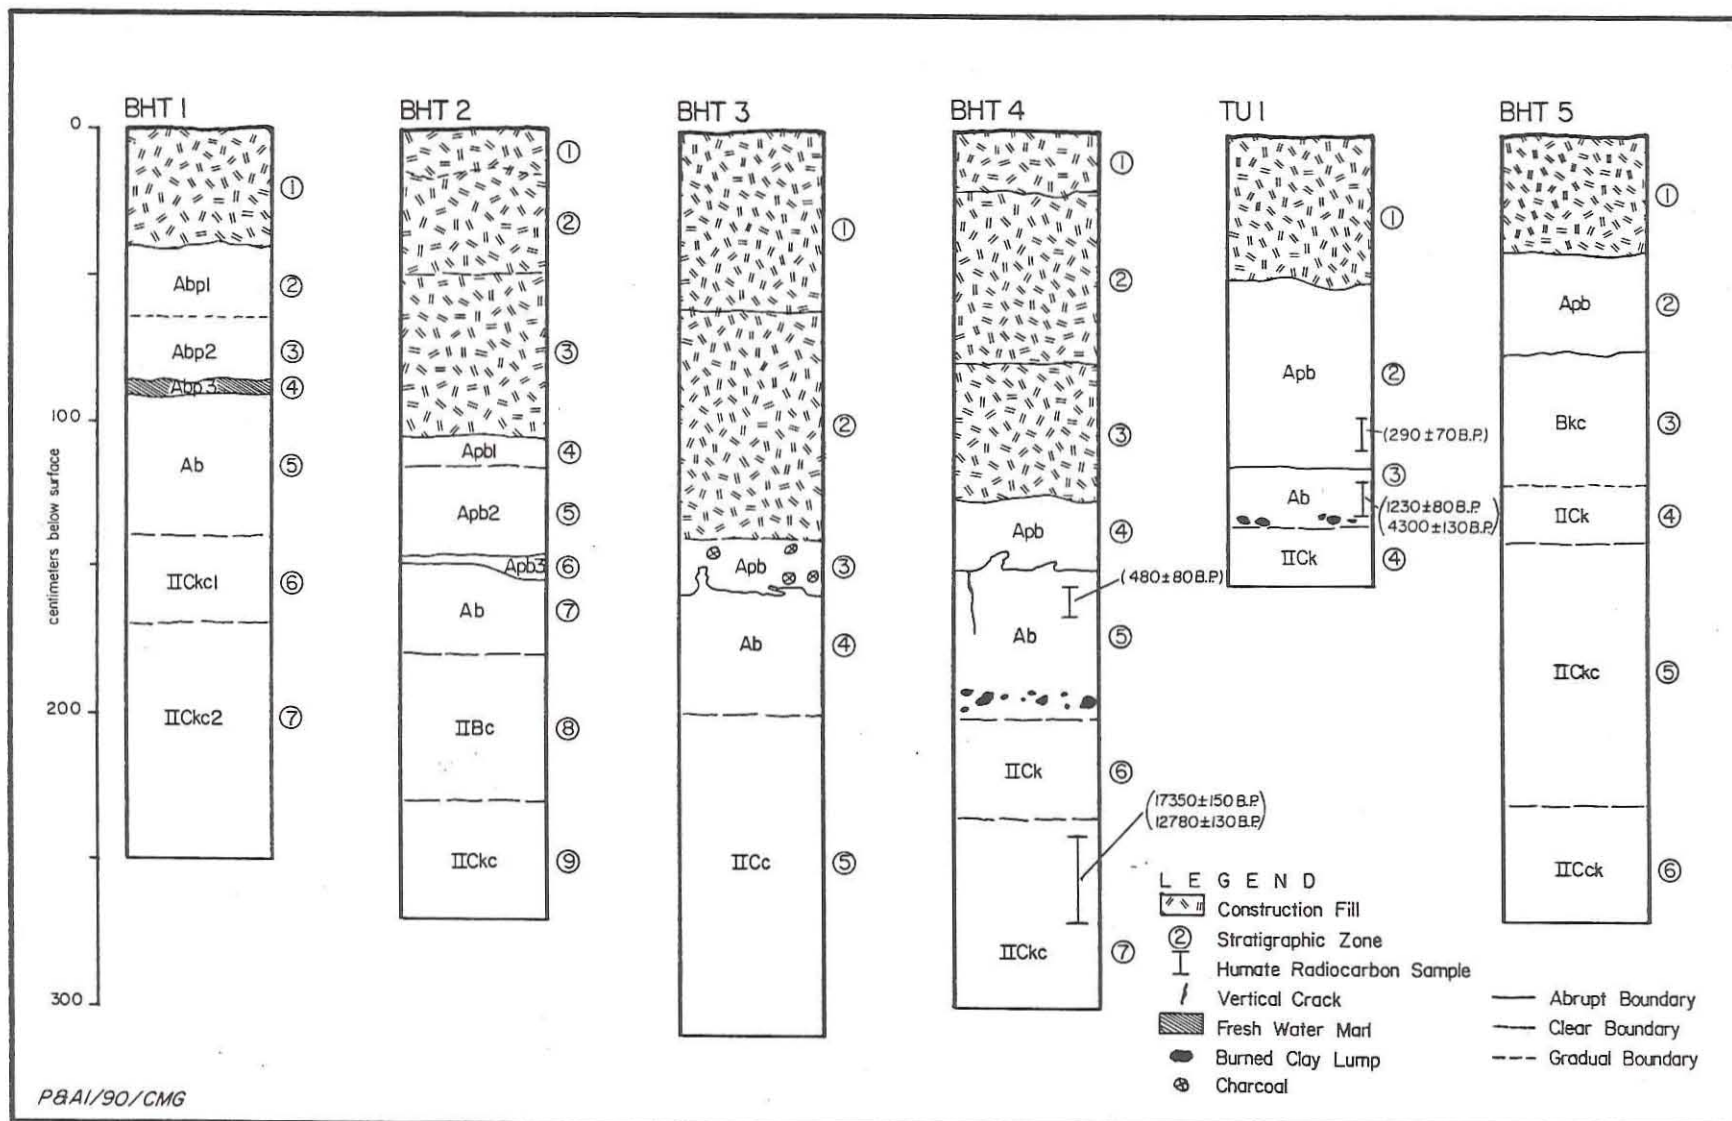 BHT 1
BHT 2
BHT 3
BHT 4
TU 1
BHT 5
centimeters below surface
0
100
200
300
①
Abp1 ②
Abp2 ③
Abp3 ④
Ab ⑤
IICkc1 ⑥
IICkc2 ⑦
①
②
③
Apb1 ④
Apb2 ⑤
Apb3 ⑥
Ab ⑦
IIBc ⑧
IICkc ⑨
①
②
Apb ③
Ab ④
IICc ⑤
①
②
③
Apb ④
(480±80 B.P.)
Ab ⑤
IICk ⑥
(17350±150 B.P.
12780±130 B.P.)
IICkc ⑦
①
Apb ②
(290±70 B.P.)
③
Ab
(1230±80 B.P.
4300±130 B.P.)
IICk ④
①
Apb ②
Bkc ③
IICk ④
IICkc ⑤
IICck ⑥
LEGEND
Construction Fill
② Stratigraphic Zone
Humate Radiocarbon Sample
Vertical Crack
Fresh Water Marl
Burned Clay Lump
Charcoal
Abrupt Boundary
Clear Boundary
Gradual Boundary
P&AI/90/CMG